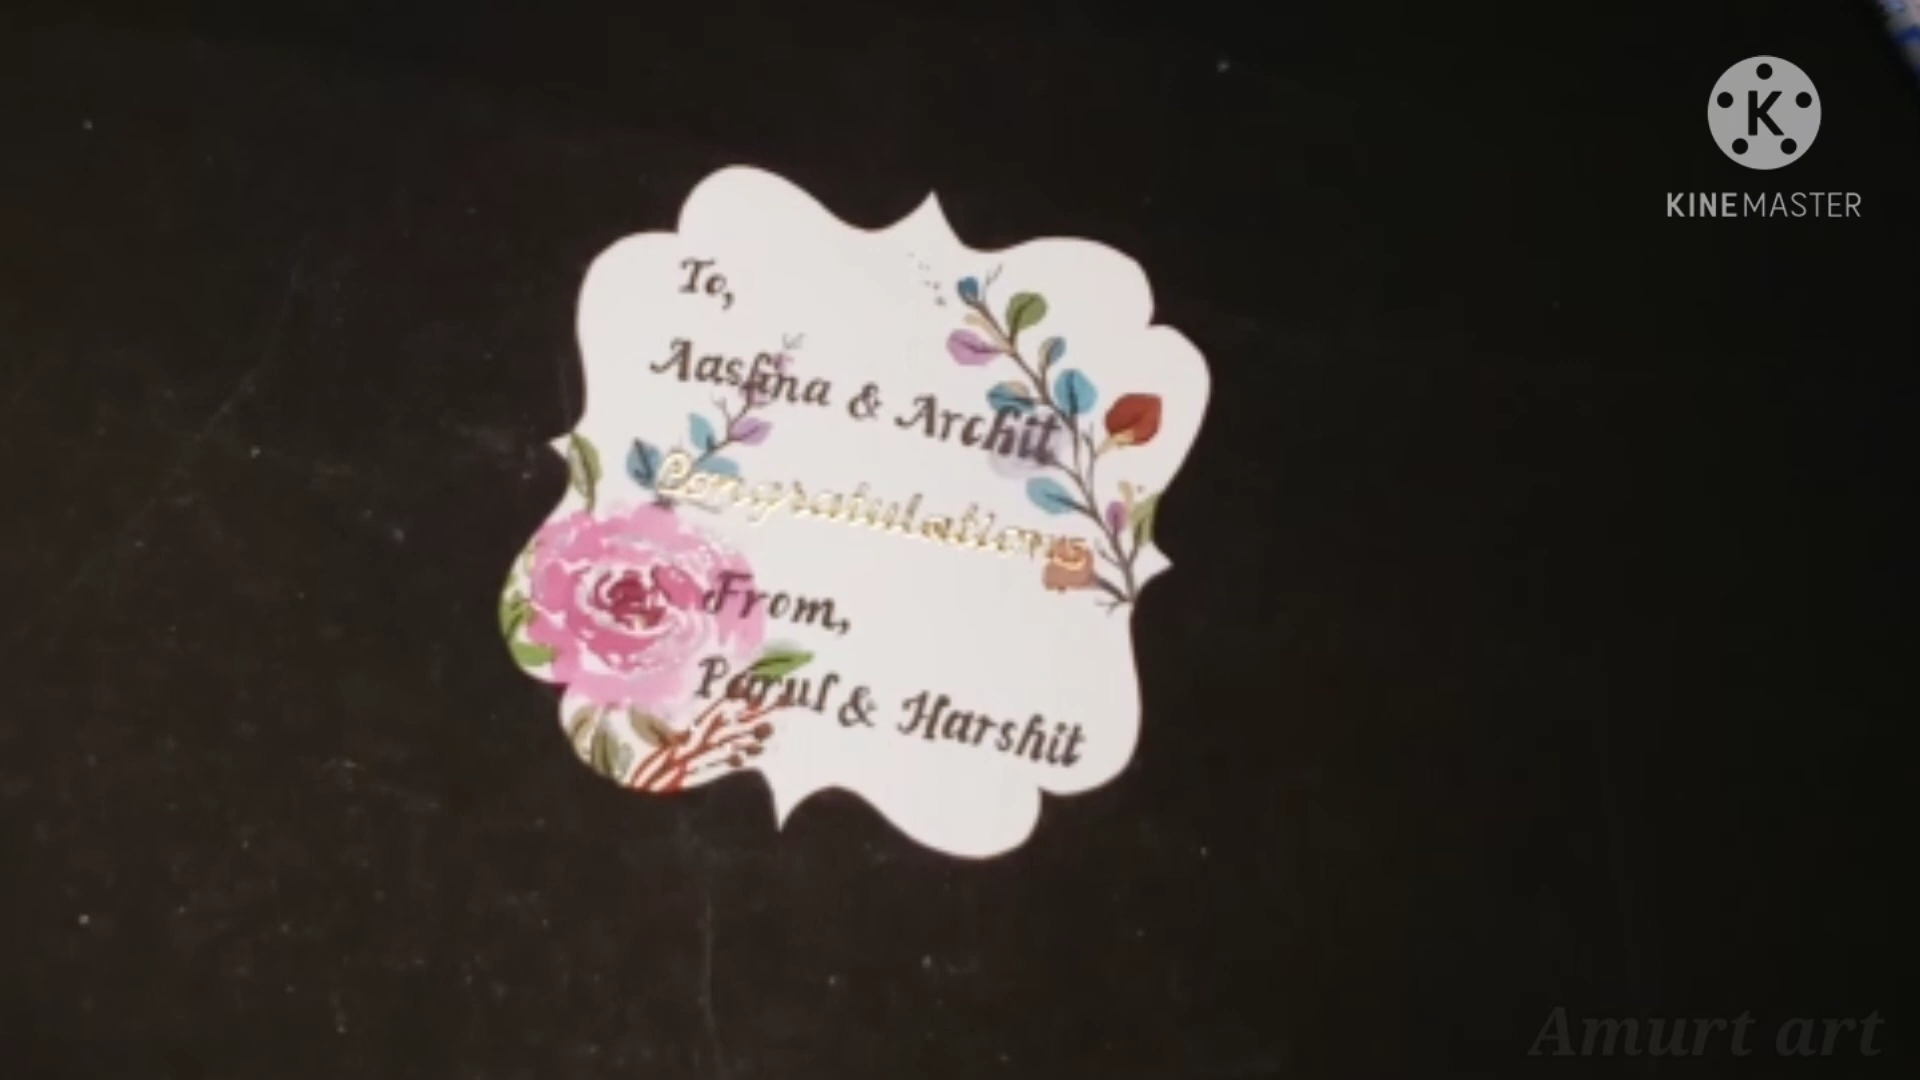 K
KINEMASTER
To,
Aashna & Archit
Congratulations
From,
Parul & Harshit
Amurt art